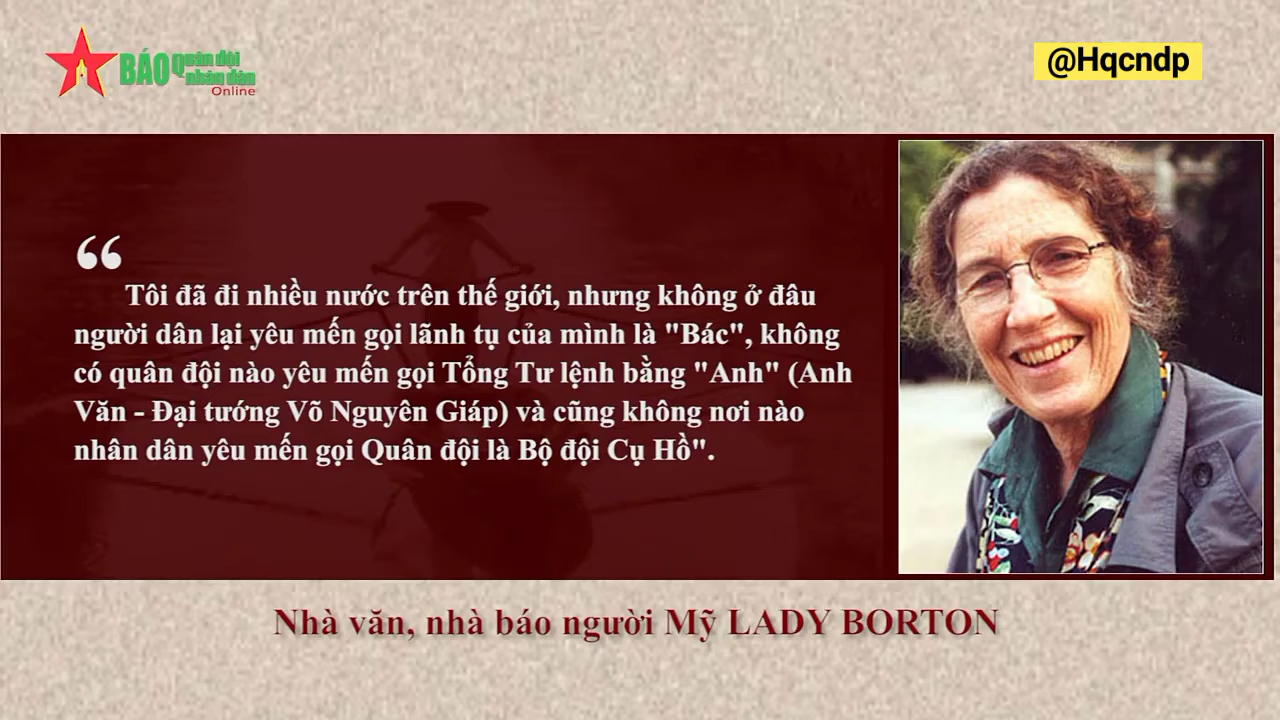 BÁO Quân đội
nhân dân
Online
@Hqcndp
“
Tôi đã đi nhiều nước trên thế giới, nhưng không ở đâu
người dân lại yêu mến gọi lãnh tụ của mình là "Bác", không
có quân đội nào yêu mến gọi Tổng Tư lệnh bằng "Anh" (Anh
Văn - Đại tướng Võ Nguyên Giáp) và cũng không nơi nào
nhân dân yêu mến gọi Quân đội là Bộ đội Cụ Hồ".
Nhà văn, nhà báo người Mỹ LADY BORTON